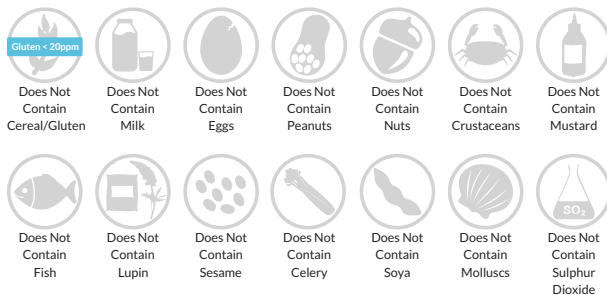 Gluten < 20ppm
Does Not
Contain
Cereal/Gluten
Does Not
Contain
Milk
Does Not
Contain
Eggs
Does Not
Contain
Peanuts
Does Not
Contain
Nuts
Does Not
Contain
Crustaceans
Does Not
Contain
Mustard
Does Not
Contain
Fish
Does Not
Contain
Lupin
Does Not
Contain
Sesame
Does Not
Contain
Celery
Does Not
Contain
Soya
Does Not
Contain
Molluscs
SO₂
Does Not
Contain
Sulphur
Dioxide